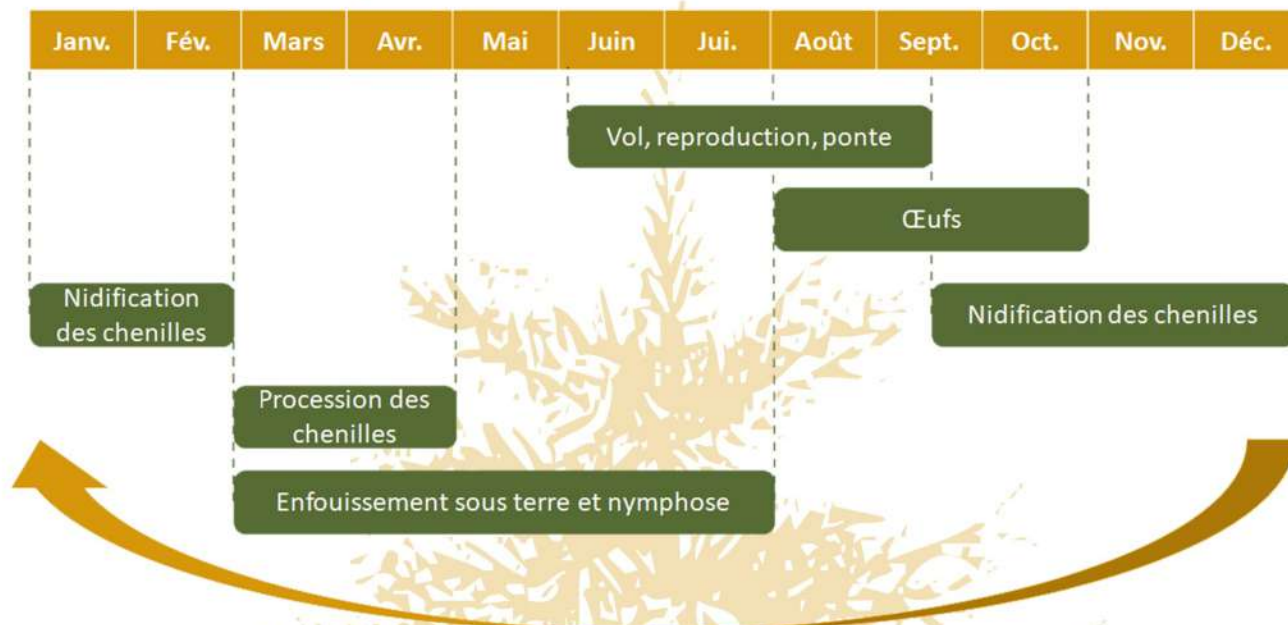 Janv. Fév. Mars Avr. Mai Juin Jui. Août Sept. Oct. Nov. Déc.
Vol, reproduction, ponte
Œufs
Nidification
des chenilles
Nidification des chenilles
Procession des
chenilles
Enfouissement sous terre et nymphose